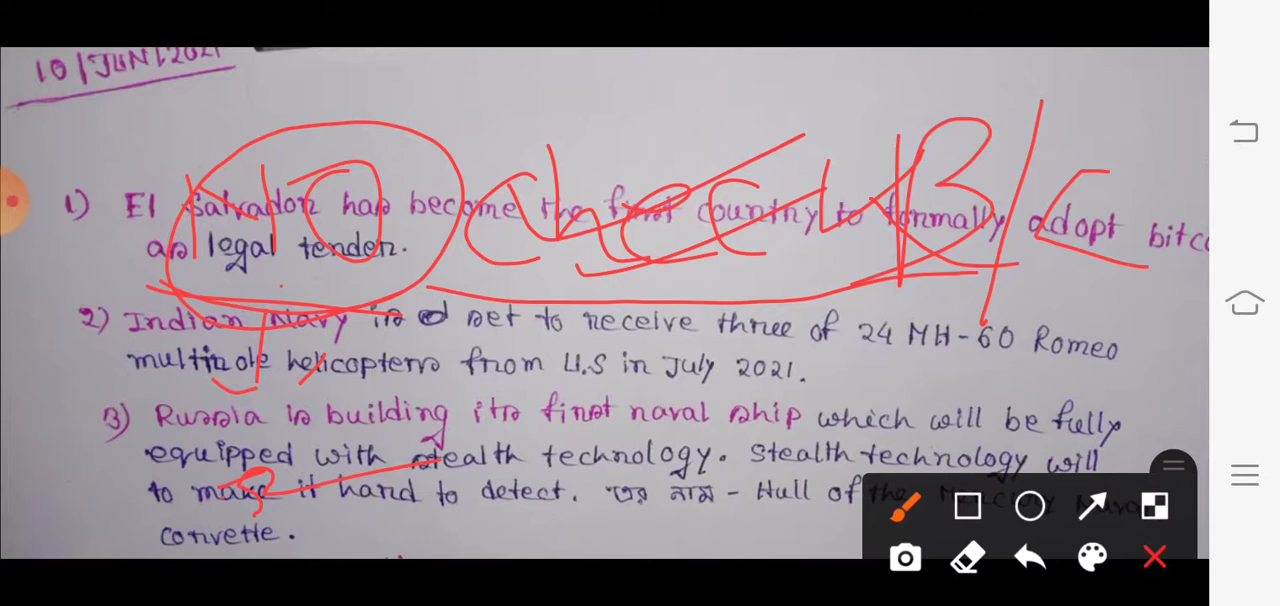 10/JUN/2021
1) El Salvador has become the first country to formally adopt bitco
as legal tender.
2) Indian Navy is set to receive three of 24 MH-60 Romeo
multirole helicopters from U.S in July 2021.
3) Russia is building its first naval ship which will be fully
equipped with stealth technology. Stealth technology will
to make it hard to detect. তার নাম - Hull of the
corvette.
10 check B/C